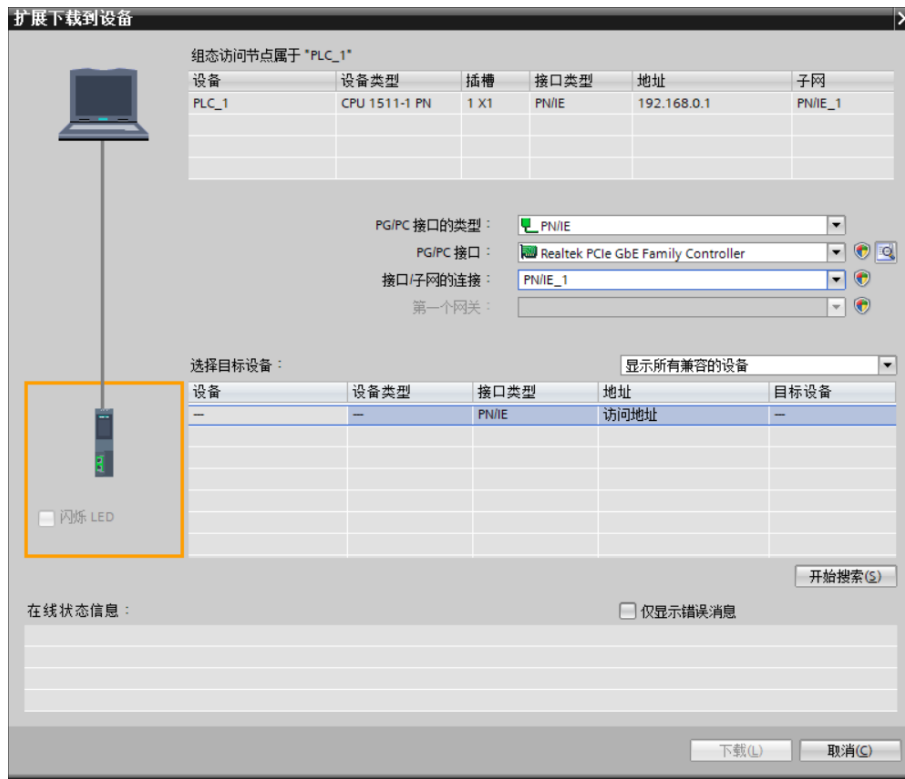 扩展下载到设备
组态访问节点属于 "PLC_1"
设备 设备类型 插槽 接口类型 地址 子网
PLC_1 CPU 1511-1 PN 1 X1 PN/IE 192.168.0.1 PN/IE_1
PG/PC 接口的类型: PN/IE
PG/PC 接口: Realtek PCIe GbE Family Controller
接口/子网的连接: PN/IE_1
第一个网关:
选择目标设备: 显示所有兼容的设备
设备 设备类型 接口类型 地址 目标设备
— — PN/IE 访问地址 —
闪烁 LED
开始搜索(S)
在线状态信息: 仅显示错误消息
下载(L) 取消(C)